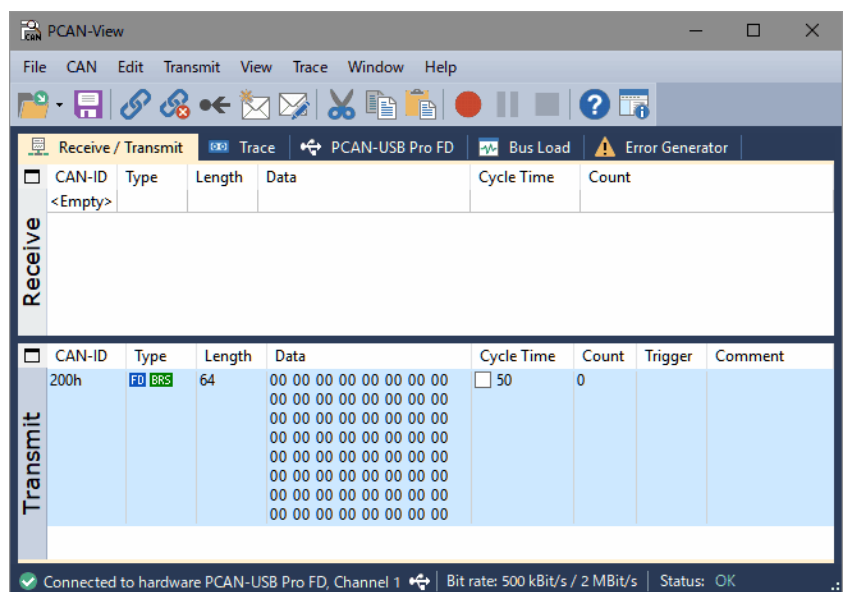 PCAN-View
File CAN Edit Transmit View Trace Window Help
Receive / Transmit Trace PCAN-USB Pro FD Bus Load Error Generator
CAN-ID Type Length Data Cycle Time Count
<Empty>
Receive
CAN-ID Type Length Data Cycle Time Count Trigger Comment
200h FD BRS 64 00 00 00 00 00 00 00 00 50 0
00 00 00 00 00 00 00 00
00 00 00 00 00 00 00 00
00 00 00 00 00 00 00 00
00 00 00 00 00 00 00 00
00 00 00 00 00 00 00 00
00 00 00 00 00 00 00 00
00 00 00 00 00 00 00 00
Transmit
Connected to hardware PCAN-USB Pro FD, Channel 1 Bit rate: 500 kBit/s / 2 MBit/s Status: OK